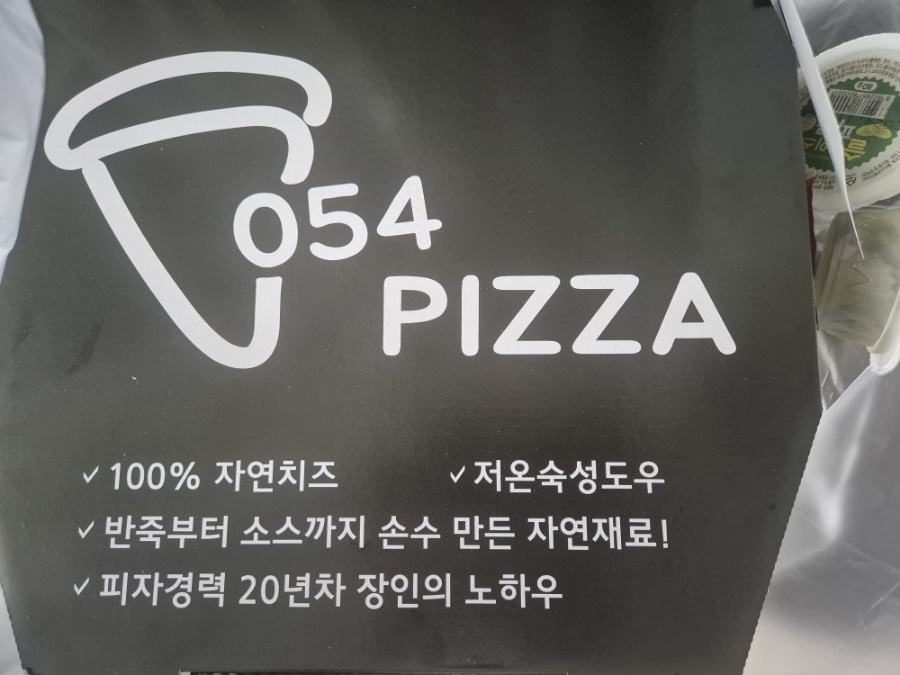 054
PIZZA
✓100% 자연치즈 ✓저온숙성도우
✓반죽부터 소스까지 손수 만든 자연재료!
✓피자경력 20년차 장인의 노하우
80g